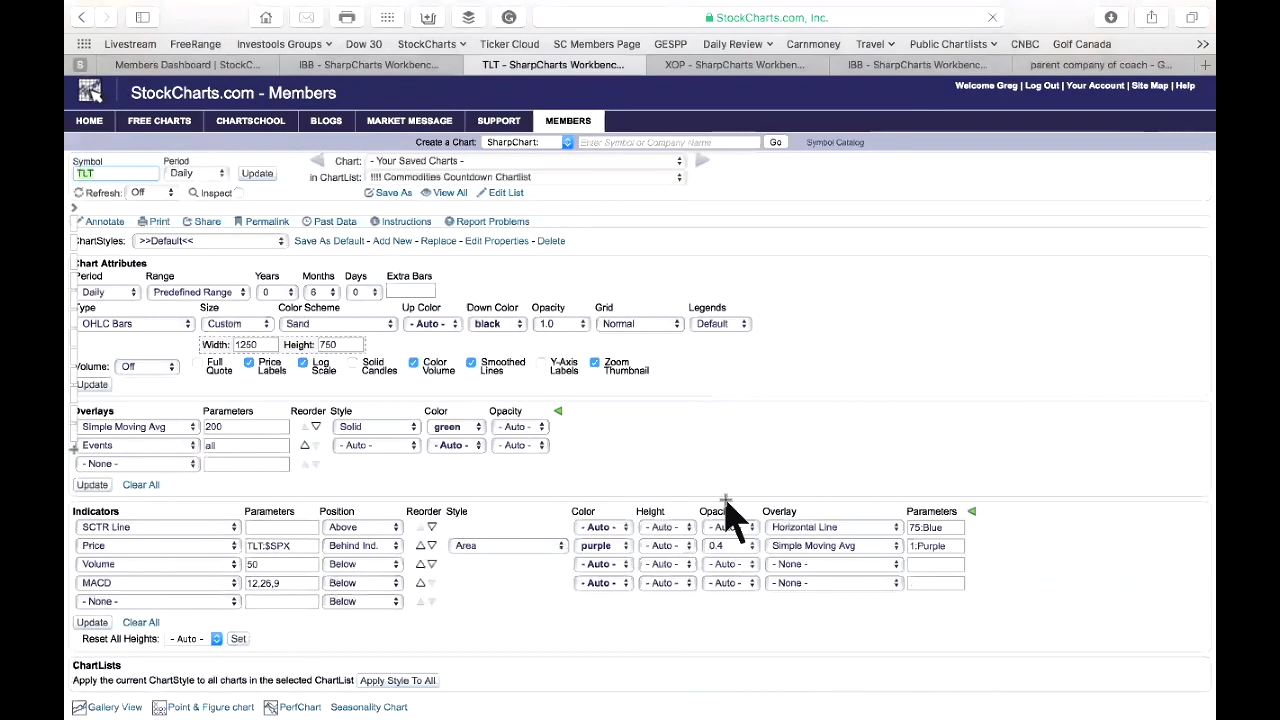 StockCharts.com, Inc.
Livestream FreeRange Investools Groups Dow 30 StockCharts Ticker Cloud SC Members Page GESPP Daily Review Carnmoney Travel Public Chartlists CNBC Golf Canada
S Members Dashboard | StockC... IBB - SharpCharts Workbenc... TLT - SharpCharts Workbenc... XOP - SharpCharts Workbenc... IBB - SharpCharts Workbenc... parent company of coach - G...
StockCharts.com - Members
Welcome Greg | Log Out | Your Account | Site Map | Help
HOME FREE CHARTS CHARTSCHOOL BLOGS MARKET MESSAGE SUPPORT MEMBERS
Create a Chart: SharpChart: Enter Symbol or Company Name Go Symbol Catalog
Symbol Period Chart: - Your Saved Charts -
TLT Daily Update in ChartList: !!!! Commodities Countdown Chartlist
Refresh: Off Inspect Save As View All Edit List
Annotate Print Share Permalink Past Data Instructions Report Problems
ChartStyles: >>Default<< Save As Default - Add New - Replace - Edit Properties - Delete
Chart Attributes
Period Range Years Months Days Extra Bars
Daily Predefined Range 0 6 0
Type Size Color Scheme Up Color Down Color Opacity Grid Legends
OHLC Bars Custom Sand - Auto - black 1.0 Normal Default
Width: 1250 Height: 750
Volume: Off Full Quote Price Labels Log Scale Solid Candles Color Volume Smoothed Lines Y-Axis Labels Zoom Thumbnail
Update
Overlays Parameters Reorder Style Color Opacity
Simple Moving Avg 200 Solid green - Auto -
Events all - Auto - - Auto - - Auto -
- None -
Update Clear All
Indicators Parameters Position Reorder Style Color Height Overlay Parameters
SCTR Line Above - Auto - - Auto - Horizontal Line 75:Blue
Price TLT:$SPX Behind Ind. Area purple - Auto - 0.4 Simple Moving Avg 1:Purple
Volume 50 Below - Auto - - Auto - - Auto - - None -
MACD 12,26,9 Below - Auto - - Auto - - Auto - - None -
- None - Below
Update Clear All
Reset All Heights: - Auto - Set
ChartLists
Apply the current ChartStyle to all charts in the selected ChartList Apply Style To All
Gallery View Point & Figure chart PerfChart Seasonality Chart